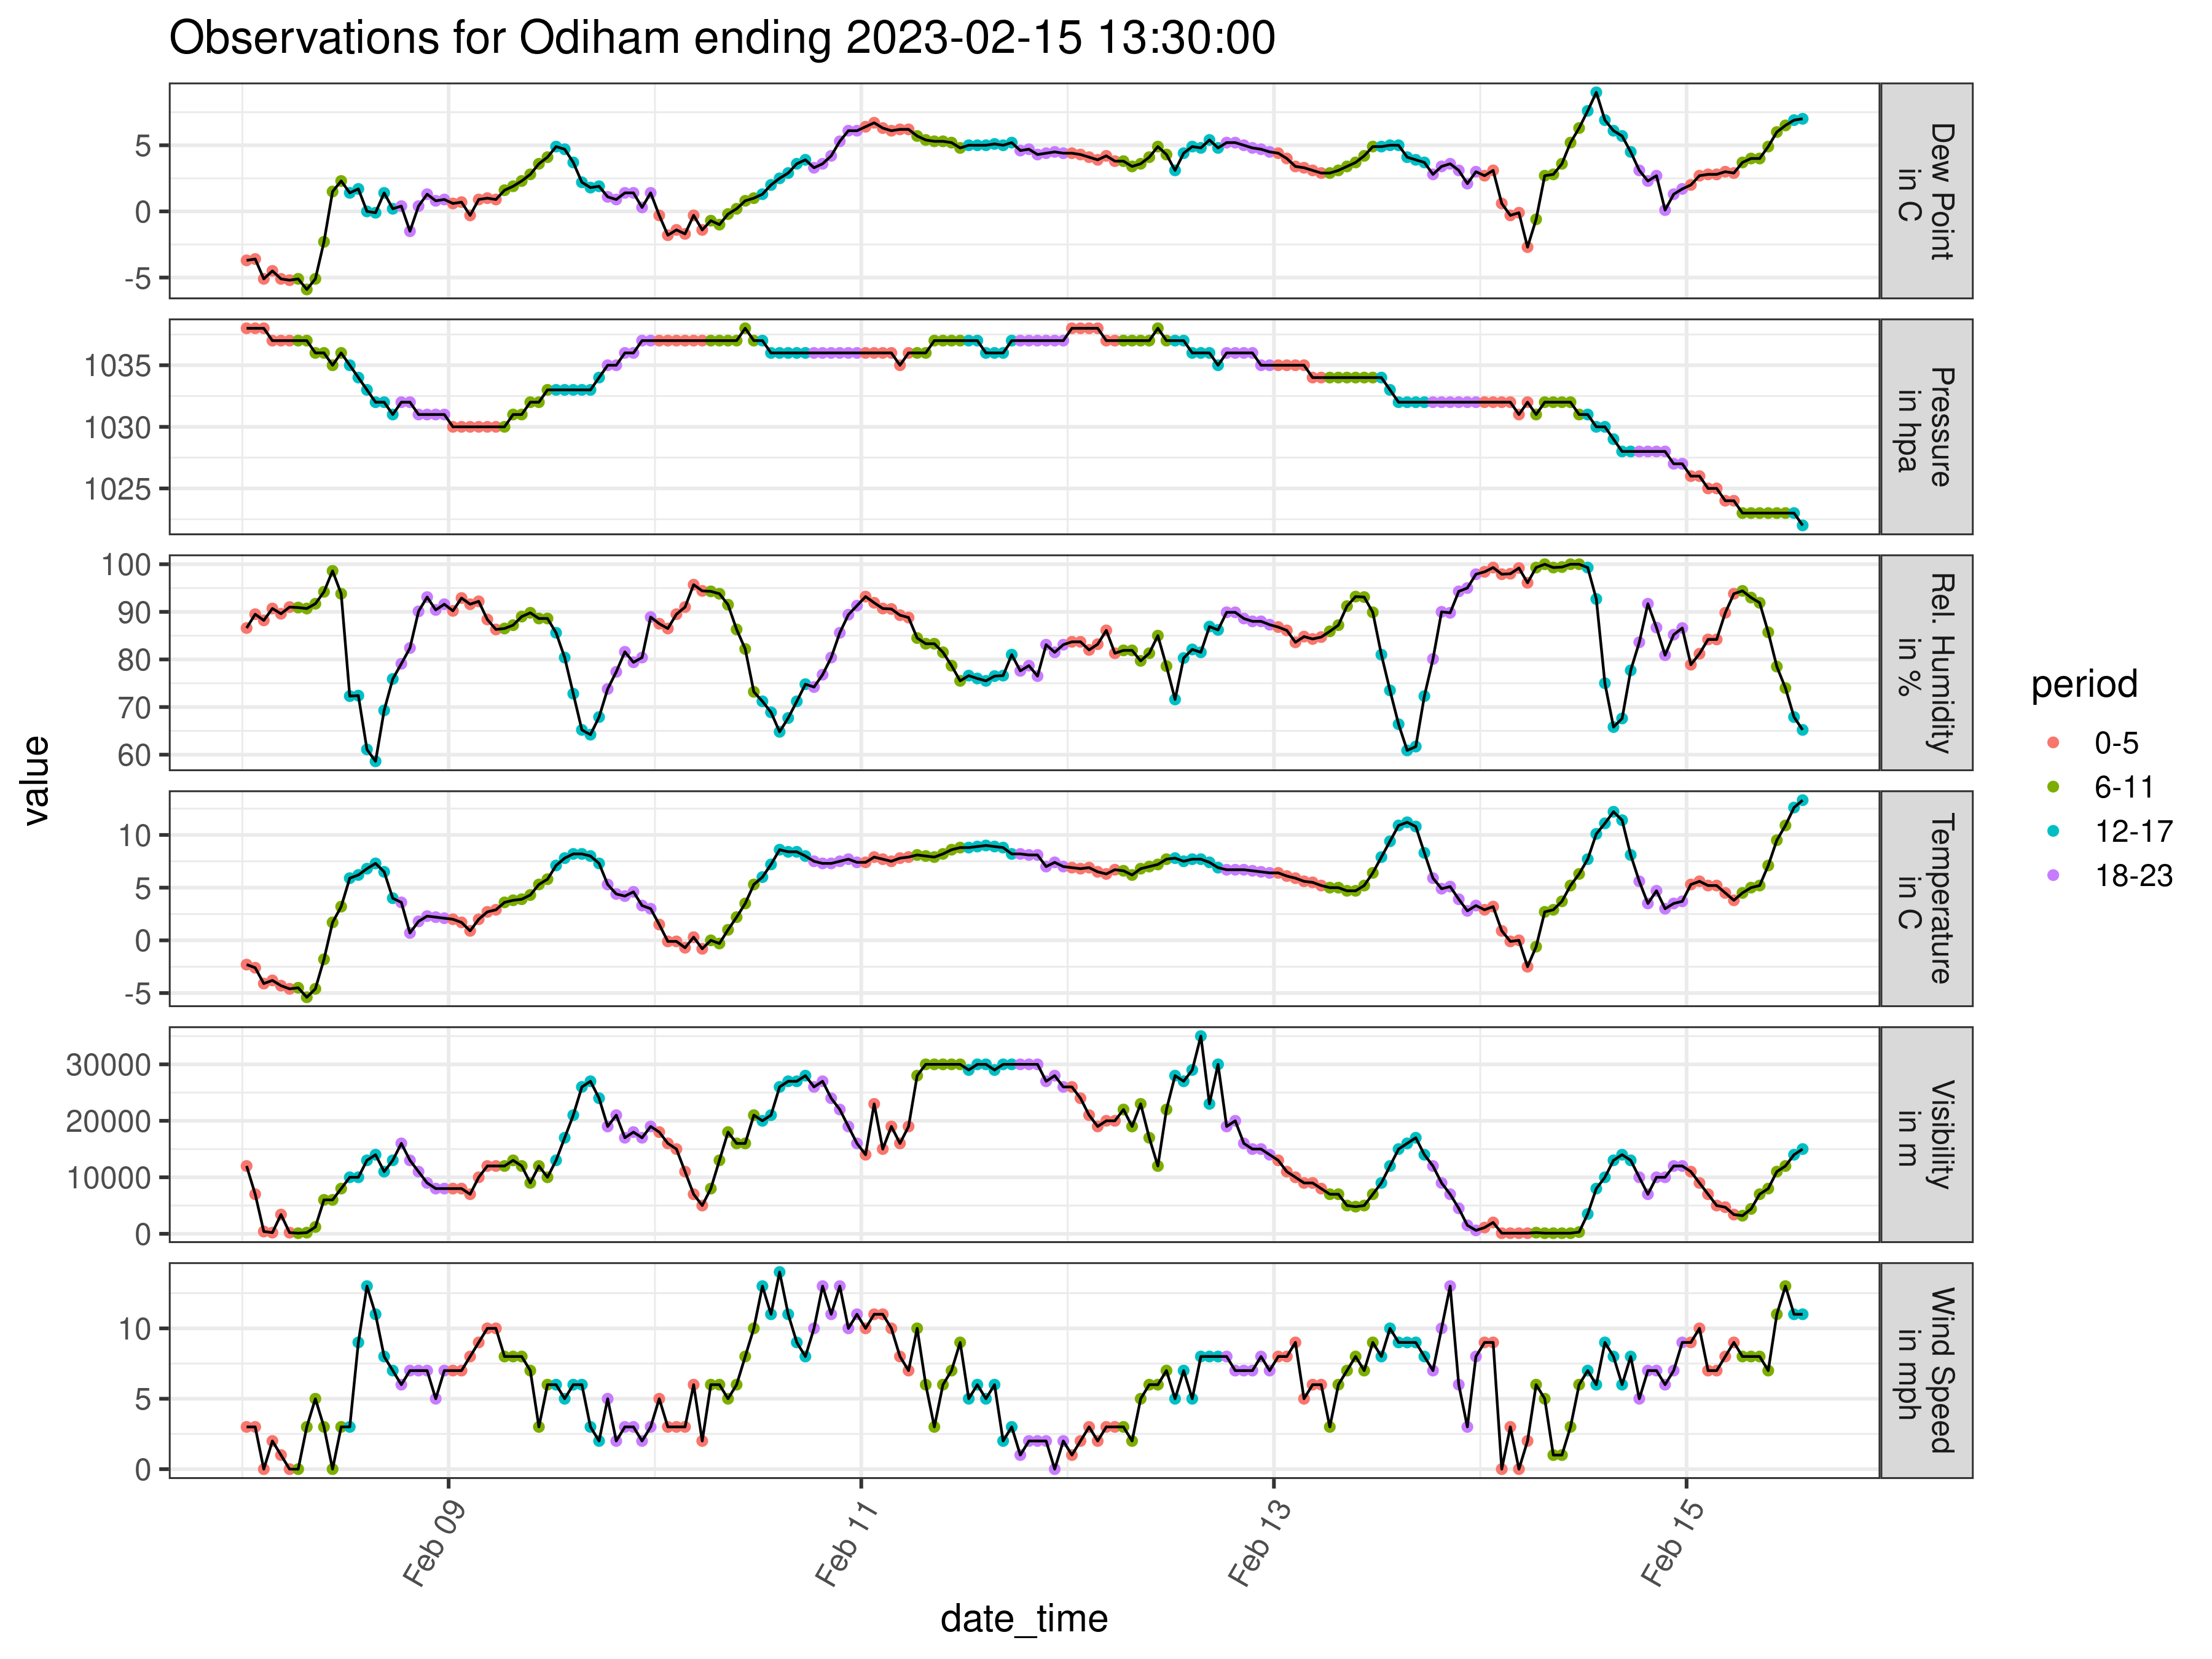 Observations for Odiham ending 2023-02-15 13:30:00
value
5
0
-5
Dew Point
in C
1035
1030
1025
Pressure
in hpa
100
90
80
70
60
Rel. Humidity
in %
10
5
0
-5
Temperature
in C
30000
20000
10000
0
Visibility
in m
10
5
0
Wind Speed
in mph
Feb 09
Feb 11
Feb 13
Feb 15
date_time
period
0-5
6-11
12-17
18-23